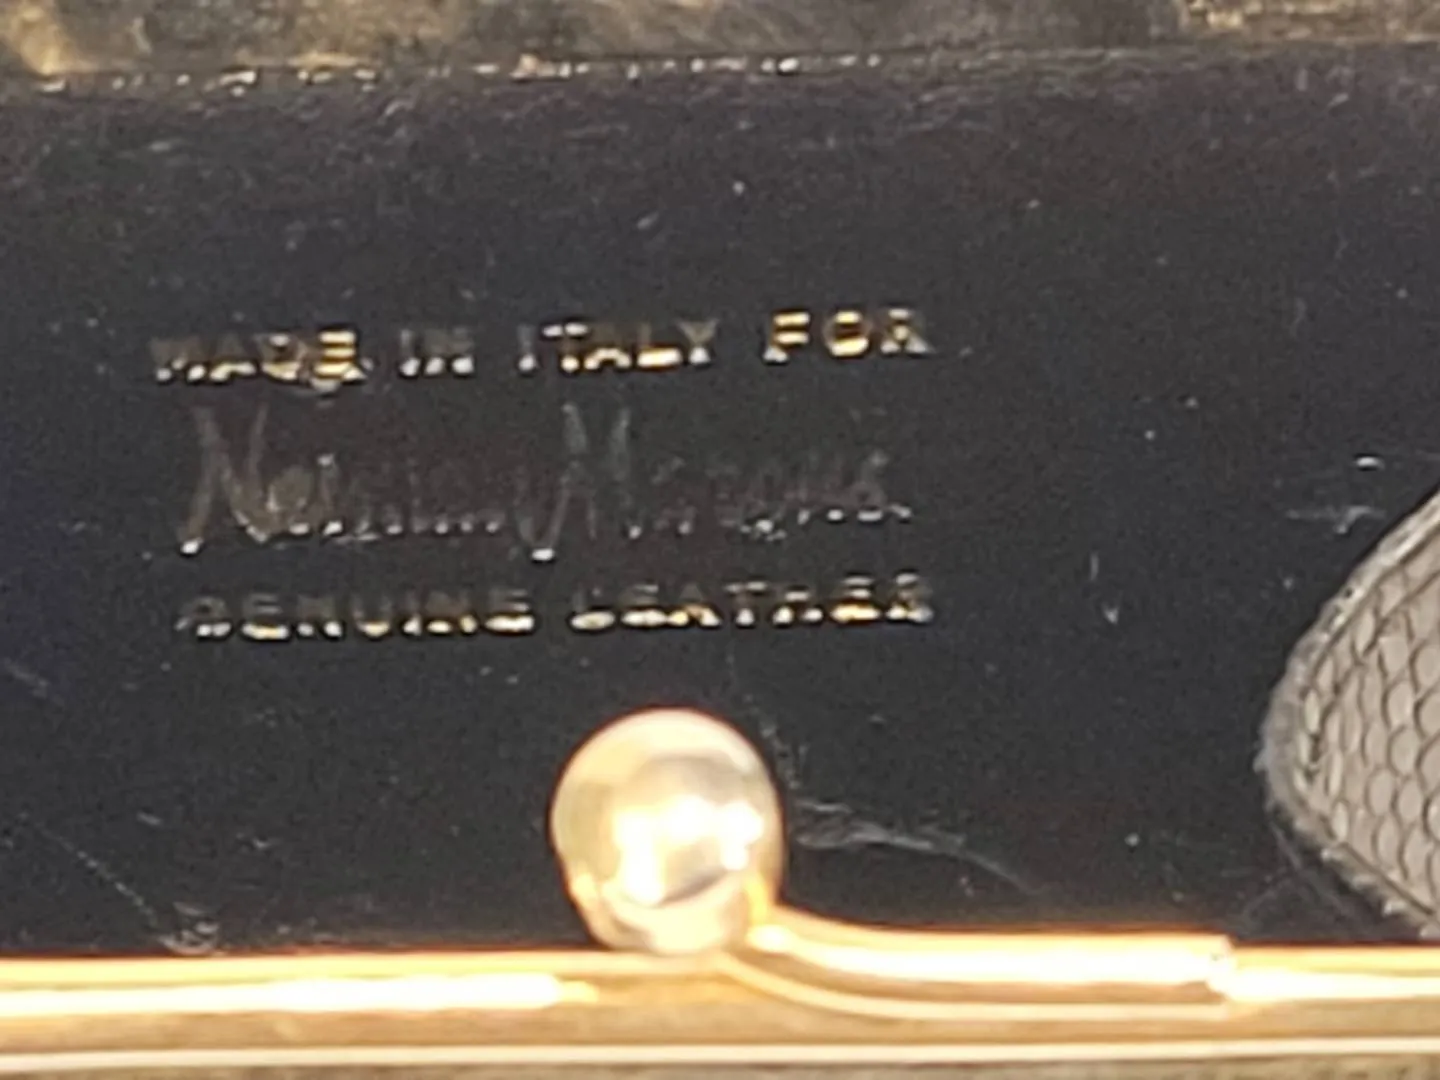 MADE IN ITALY FOR
Neiman Marcus
GENUINE LEATHER